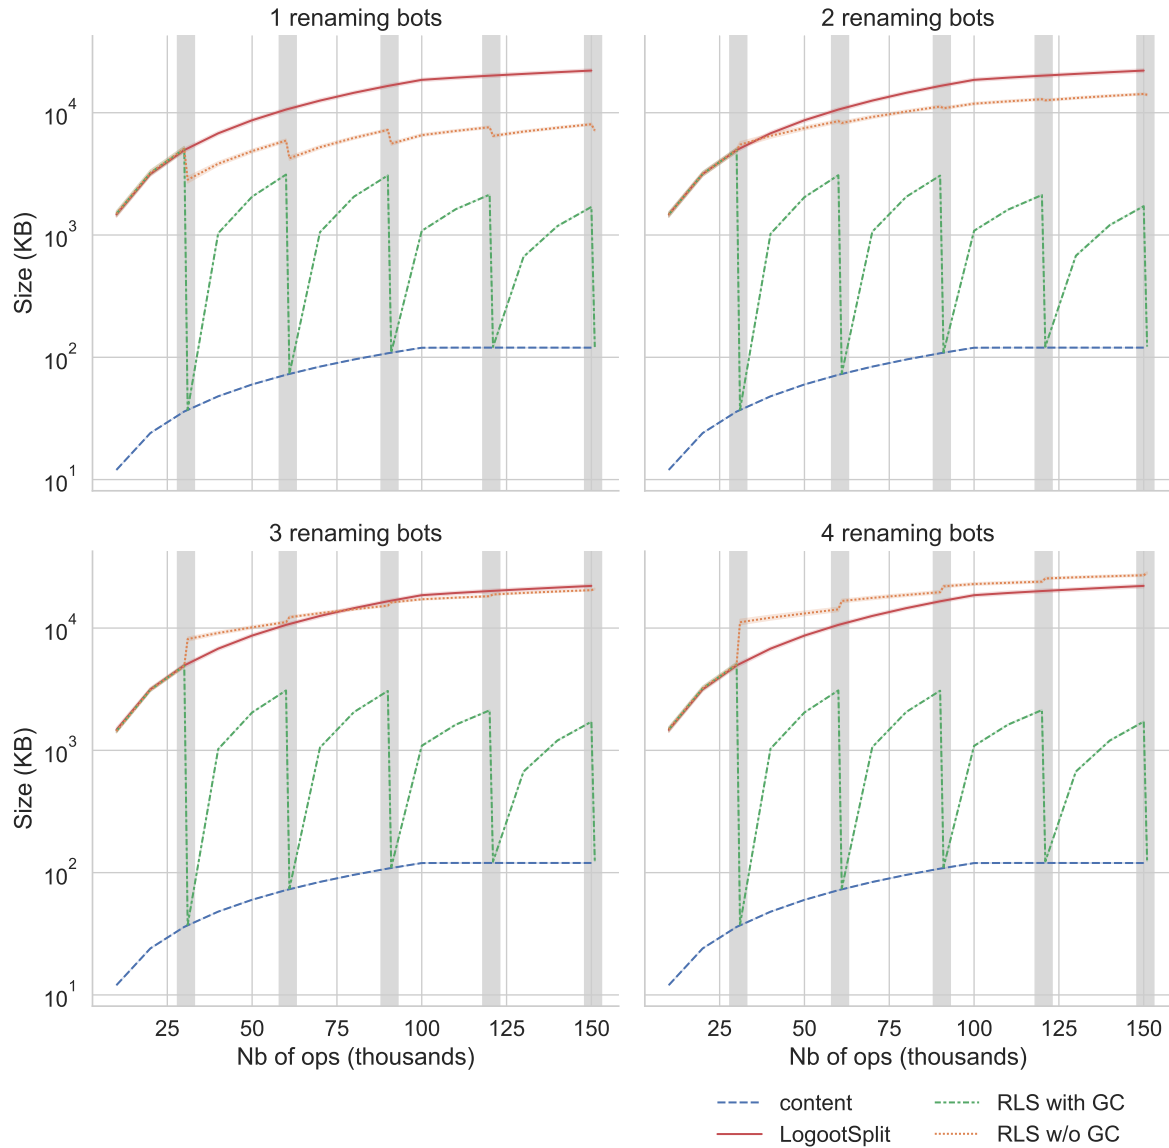 1 renaming bots
2 renaming bots
Size (KB)
10^4
10^3
10^2
10^1
3 renaming bots
4 renaming bots
Size (KB)
10^4
10^3
10^2
10^1
25 50 75 100 125 150
25 50 75 100 125 150
Nb of ops (thousands)
Nb of ops (thousands)
content
LogootSplit
RLS with GC
RLS w/o GC